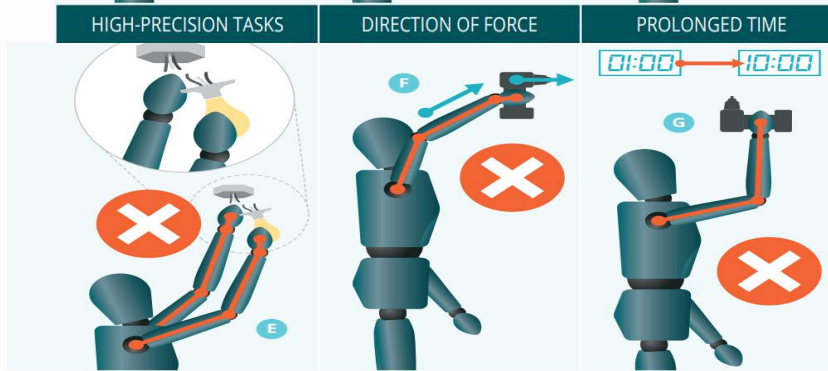 HIGH-PRECISION TASKS
DIRECTION OF FORCE
PROLONGED TIME
01:00
10:00
F
G
E